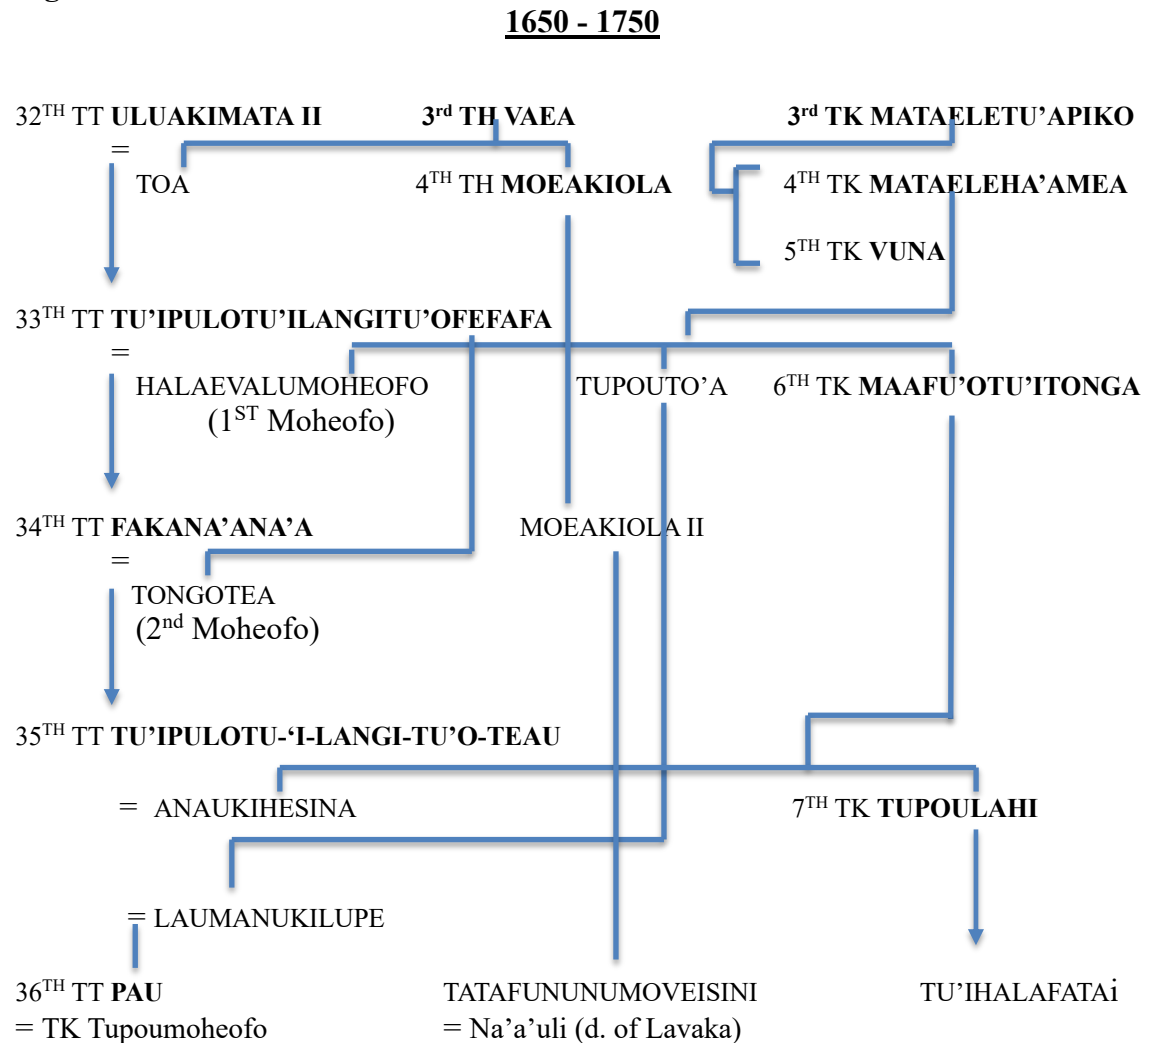 1650 - 1750
32TH TT ULUAKIMATA II 3rd TH VAEA 3rd TK MATAELETU’APIKO
=
TOA 4TH TH MOEAKIOLA 4TH TK MATAELEHA’AMEA
5TH TK VUNA
33TH TT TU’IPULOTU’ILANGITU’OFEFAFA
=
HALAEVALUMOHEOFO TUPOUTO’A 6TH TK MAAFU’OTU’ITONGA
(1ST Moheofo)
34TH TT FAKANA’ANA’A MOEAKIOLA II
=
TONGOTEA
(2nd Moheofo)
35TH TT TU’IPULOTU-‘I-LANGI-TU’O-TEAU
= ANAUKIHESINA 7TH TK TUPOULAHI
= LAUMANUKILUPE
36TH TT PAU TATAFUNUNUMOVEISINI TU’IHALAFATAi
= TK Tupoumoheofo = Na’a’uli (d. of Lavaka)